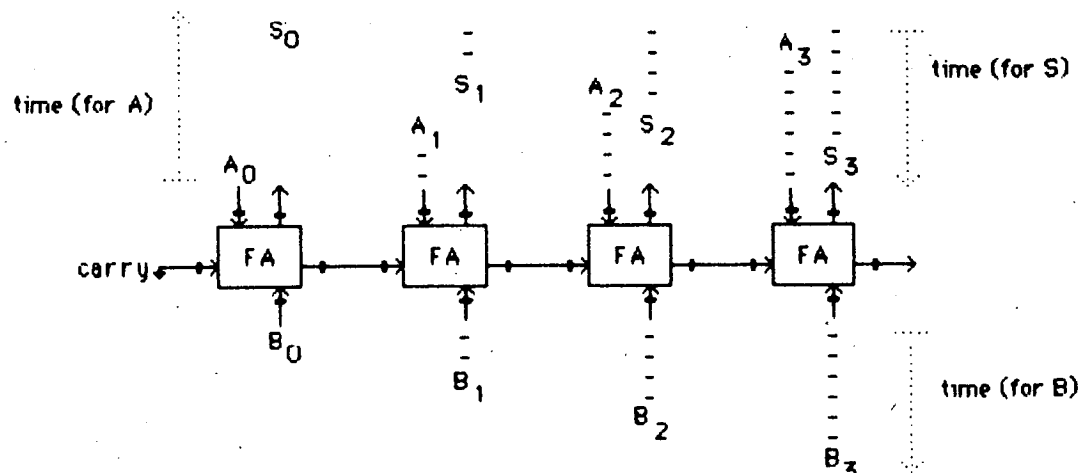 S0
S1
S2
S3
A0
A1
A2
A3
time (for A)
time (for S)
carry
FA
FA
FA
FA
B0
B1
B2
B3
time (for B)